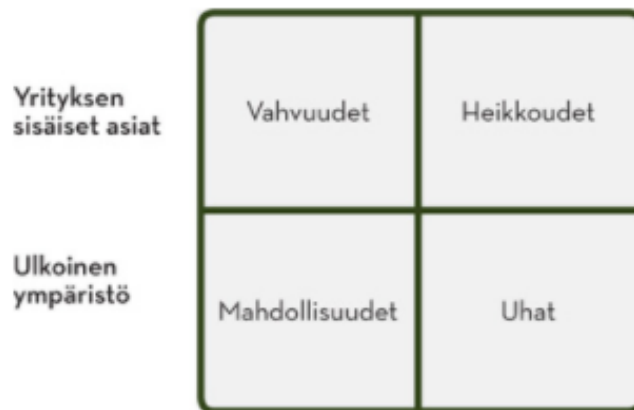 Yrityksen
sisäiset asiat
Vahvuudet
Heikkoudet
Ulkoinen
ympäristö
Mahdollisuudet
Uhat